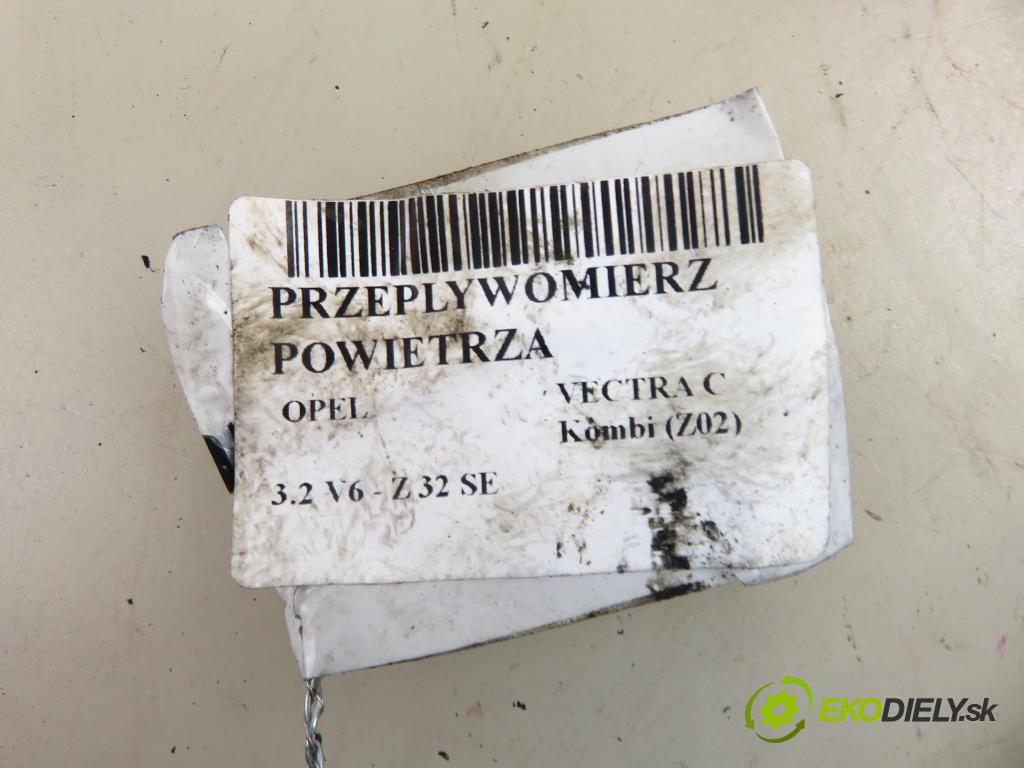 PRZEPLYWOMIERZ
POWIETRZA
OPEL
VECTRA C
Kombi (Z02)
3.2 V6 - Z 32 SE
EKODIELY.sk